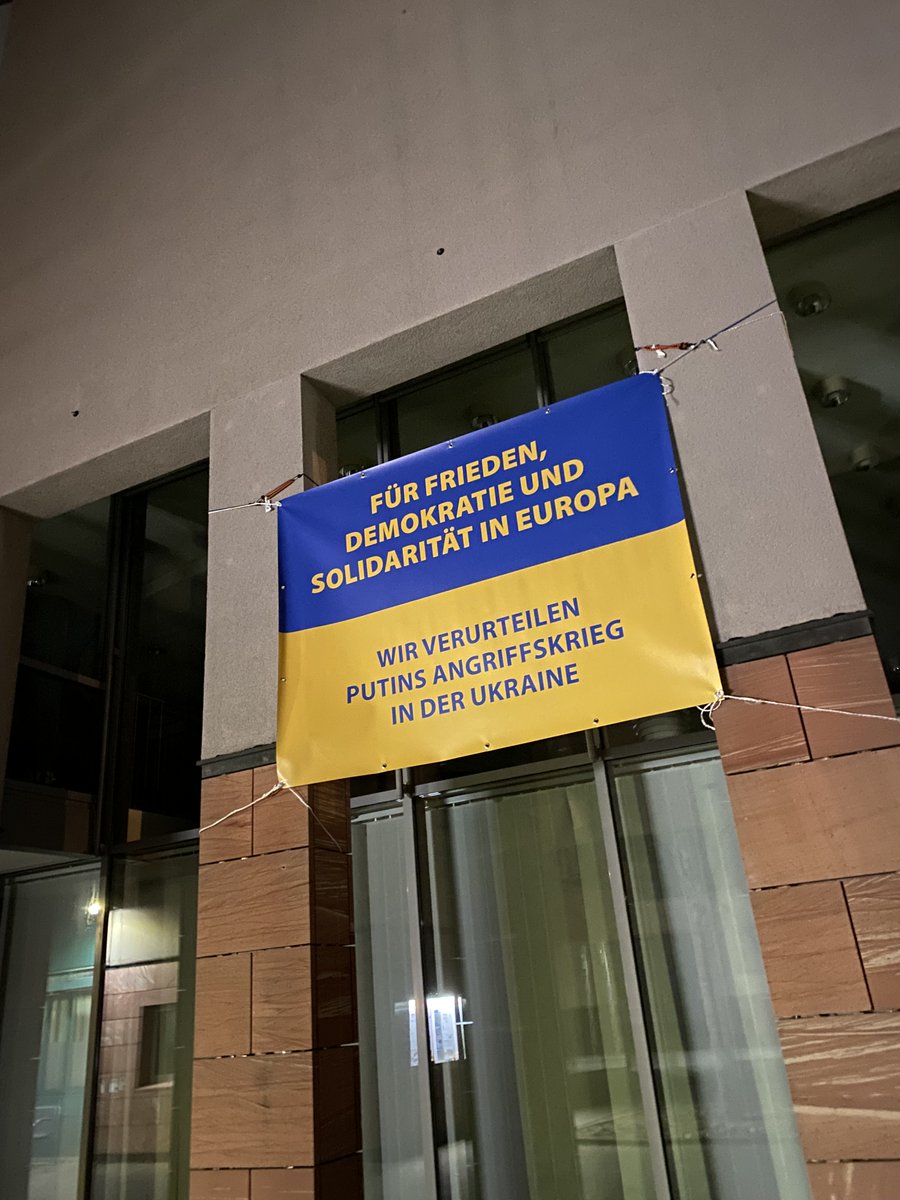 FÜR FRIEDEN,
DEMOKRATIE UND
SOLIDARITÄT IN EUROPA
WIR VERURTEILEN
PUTINS ANGRIFFSKRIEG
IN DER UKRAINE